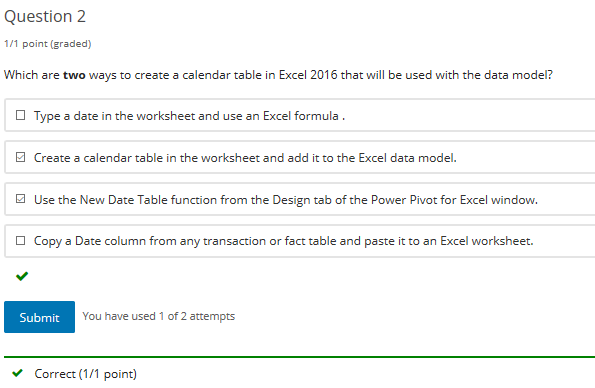 Question 2
1/1 point (graded)
Which are two ways to create a calendar table in Excel 2016 that will be used with the data model?
Type a date in the worksheet and use an Excel formula .
Create a calendar table in the worksheet and add it to the Excel data model.
Use the New Date Table function from the Design tab of the Power Pivot for Excel window.
Copy a Date column from any transaction or fact table and paste it to an Excel worksheet.
Submit You have used 1 of 2 attempts
Correct (1/1 point)